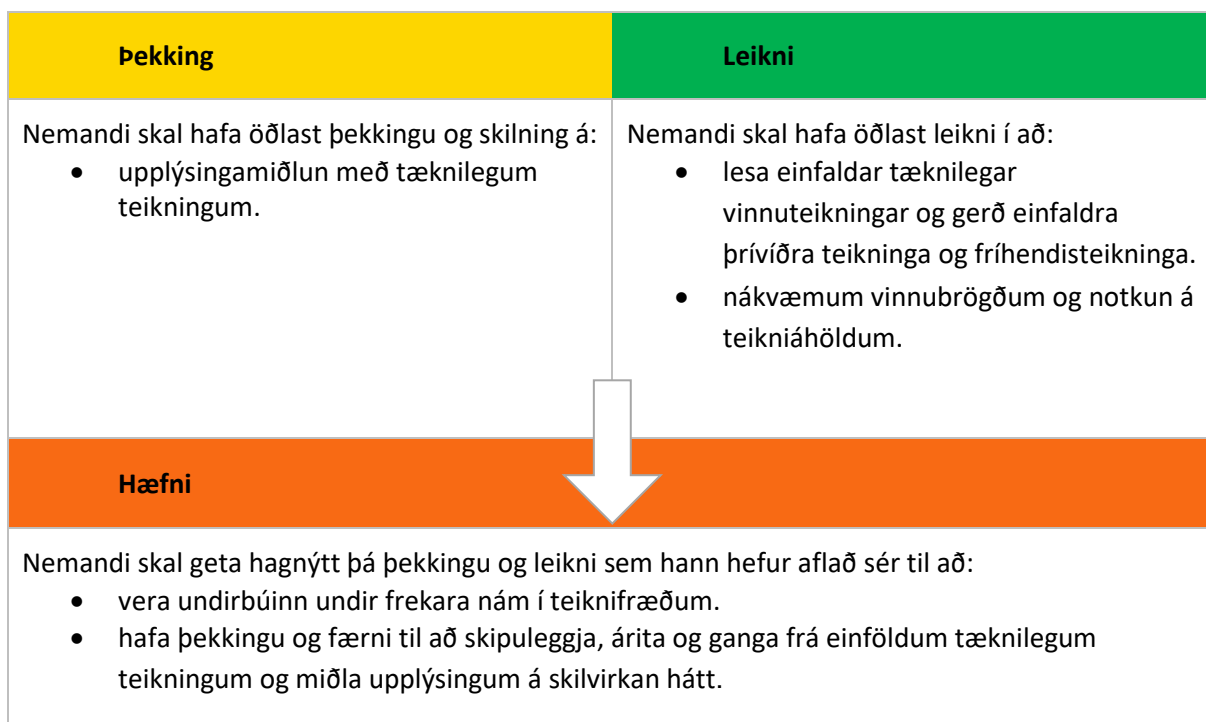 Þekking
Nemandi skal hafa öðlast þekkingu og skilning á:
• upplýsingamiðlun með tæknilegum
teikningum.
Leikni
Nemandi skal hafa öðlast leikni í að:
• lesa einfaldar tæknilegar
vinnuteikningar og gerð einfaldra
þrívíðra teikninga og fríhendisteikninga.
• nákvæmum vinnubrögðum og notkun á
teikniáhöldum.
Hæfni
Nemandi skal geta hagnýtt þá þekkingu og leikni sem hann hefur aflað sér til að:
• vera undirbúinn undir frekara nám í teiknifræðum.
• hafa þekkingu og færni til að skipuleggja, árita og ganga frá einföldum tæknilegum
teikningum og miðla upplýsingum á skilvirkan hátt.